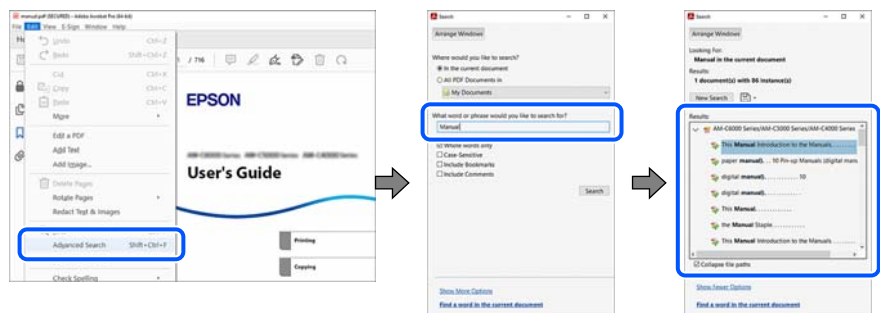 manual.pdf (SECURED) - Adobe Acrobat Pro (64-bit)
File Edit View E-Sign Window Help
Undo Ctrl+Z
Redo Shift+Ctrl+Z
Cut Ctrl+X
Copy Ctrl+C
Delete
Ctrl+V
More
Edit a PDF
Add Text
Add Image...
Delete Pages
Rotate Pages
Redact Text & Images
Advanced Search Shift+Ctrl+F
Check Spelling
/ 716
EPSON
User's Guide
Printing
Copying
Search
Arrange Windows
Where would you like to search?
In the current document
All PDF Documents in
My Documents
What word or phrase would you like to search for?
Manual
Whole words only
Case-Sensitive
Include Bookmarks
Include Comments
Search
Show More Options
Find a word in the current document
Search
Arrange Windows
Looking For:
Manual in the current document
Results:
1 document(s) with 86 instance(s)
New Search
Results:
AM-C6000 Series/AM-C5000 Series/AM-C4000 Series
This Manual Introduction to the Manuals.........
paper manual). . . 10 Pin-up Manuals (digital man
digital manual). . . . . . . . . . . . 10
digital manual). . . . . . . . . . . .
This Manual. . . . . . . . . . . .
the Manual Staple. . . . . . . . . . .
This Manual Introduction to the Manuals .........
Collapse file paths
Show Fewer Options
Find a word in the current document